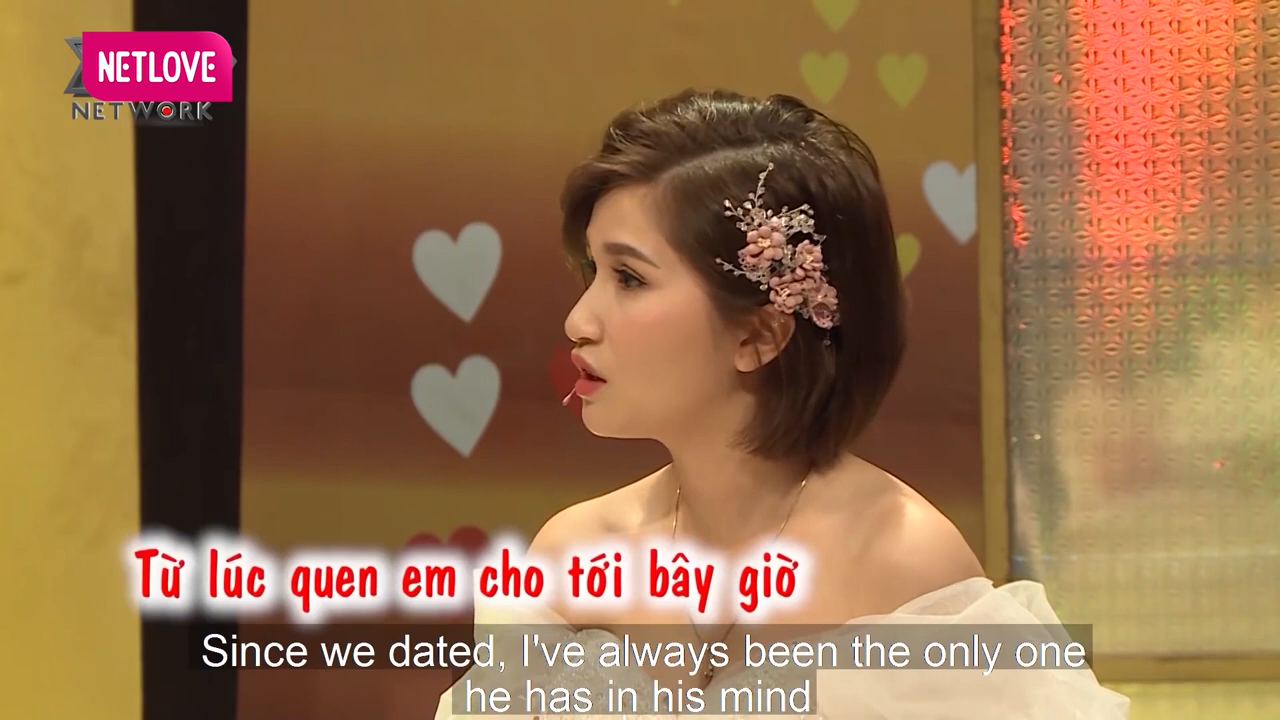 NETLOVE
NETWORK
Từ lúc quen em cho tới bây giờ
Since we dated, I've always been the only one
he has in his mind